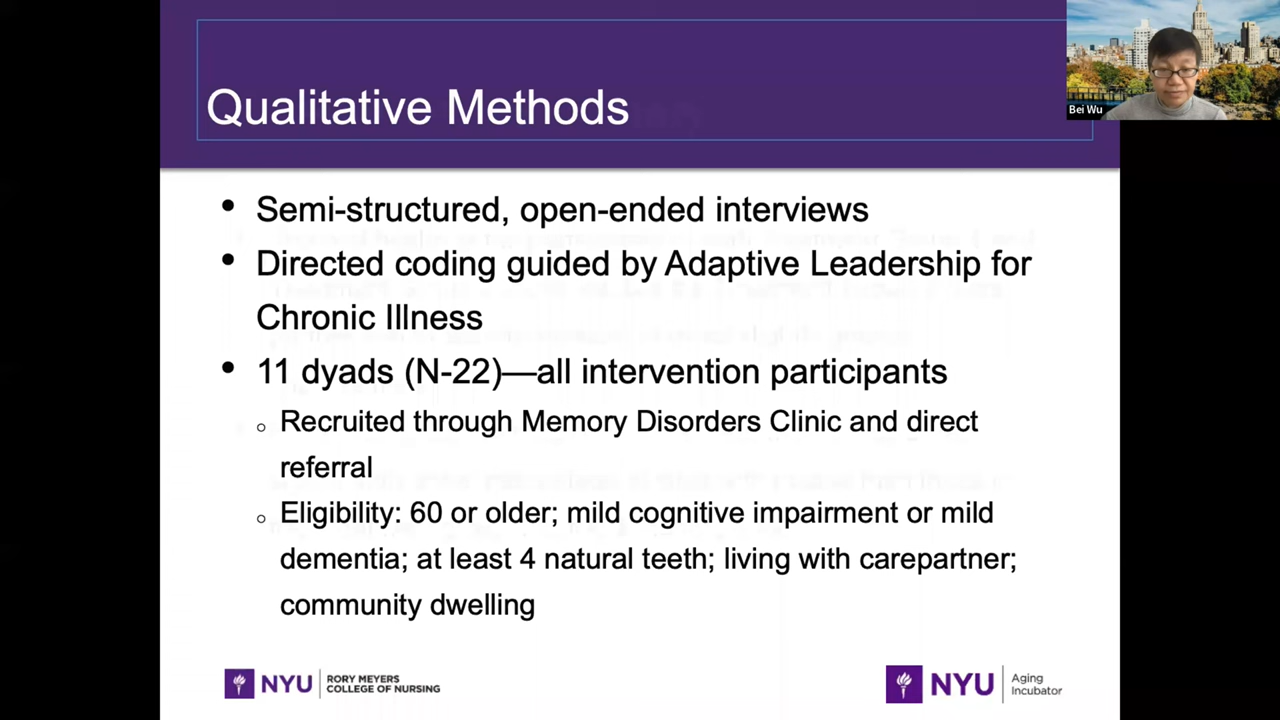 Qualitative Methods
Bei Wu
• Semi-structured, open-ended interviews
• Directed coding guided by Adaptive Leadership for
Chronic Illness
• 11 dyads (N-22)—all intervention participants
○ Recruited through Memory Disorders Clinic and direct
referral
○ Eligibility: 60 or older; mild cognitive impairment or mild
dementia; at least 4 natural teeth; living with carepartner;
community dwelling
NYU
RORY MEYERS
COLLEGE OF NURSING
NYU
Aging
Incubator